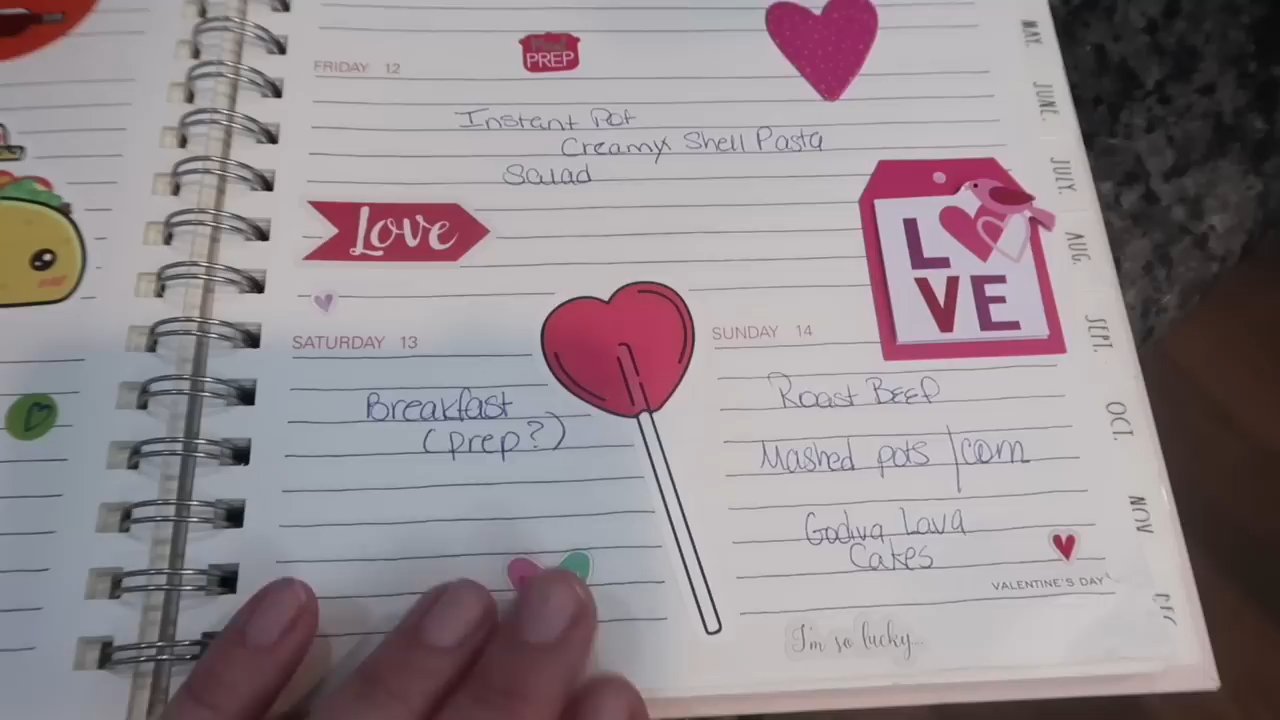 FRIDAY 12
PREP
Instant Pot
Creamy Shell Pasta
Salad
Love
LOVE
SATURDAY 13
Breakfast
(prep?)
SUNDAY 14
Roast Beef
Mashed pots | corn
Godiva Lava
Cakes
VALENTINE'S DAY
I'm so lucky...
MAY.
JUNE.
JULY.
AUG.
SEPT.
OCT.
NOV